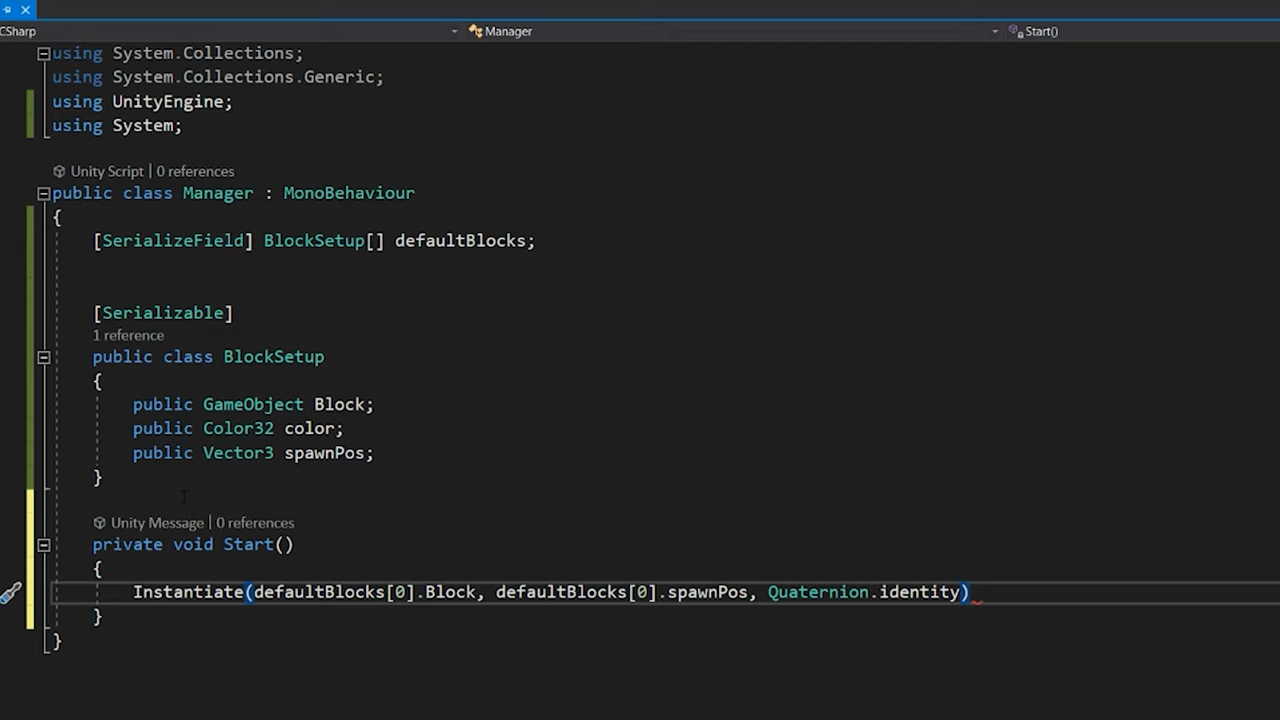 CSharp
Manager
Start()
using System.Collections;
using System.Collections.Generic;
using UnityEngine;
using System;
Unity Script | 0 references
public class Manager : MonoBehaviour
{
[SerializeField] BlockSetup[] defaultBlocks;
[Serializable]
1 reference
public class BlockSetup
{
public GameObject Block;
public Color32 color;
public Vector3 spawnPos;
}
Unity Message | 0 references
private void Start()
{
Instantiate(defaultBlocks[0].Block, defaultBlocks[0].spawnPos, Quaternion.identity)
}
}